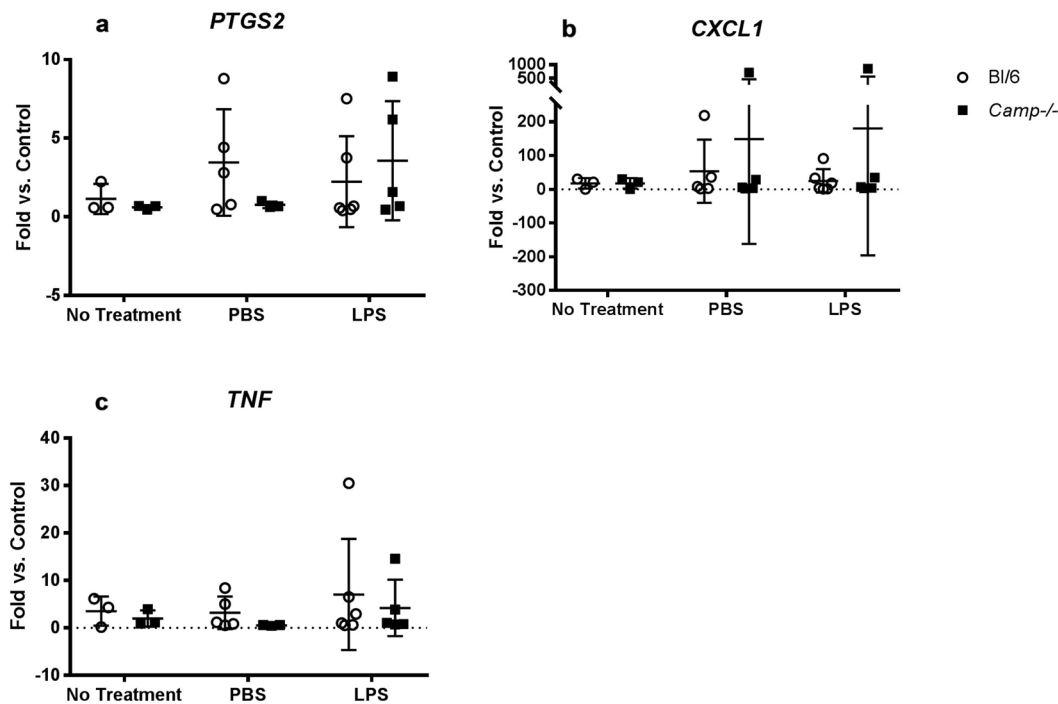 a
PTGS2
10
5
0
-5
Fold vs. Control
No Treatment PBS LPS
b
CXCL1
1000
500
200
100
0
-100
-200
-300
Fold vs. Control
No Treatment PBS LPS
Bl/6
Camp-/-
c
TNF
40
30
20
10
0
-10
Fold vs. Control
No Treatment PBS LPS